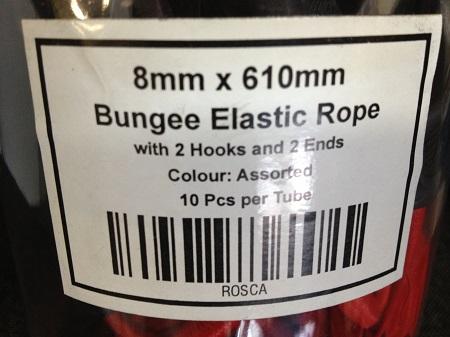 8mm x 610mm
Bungee Elastic Rope
with 2 Hooks and 2 Ends
Colour: Assorted
10 Pcs per Tube
ROSCA